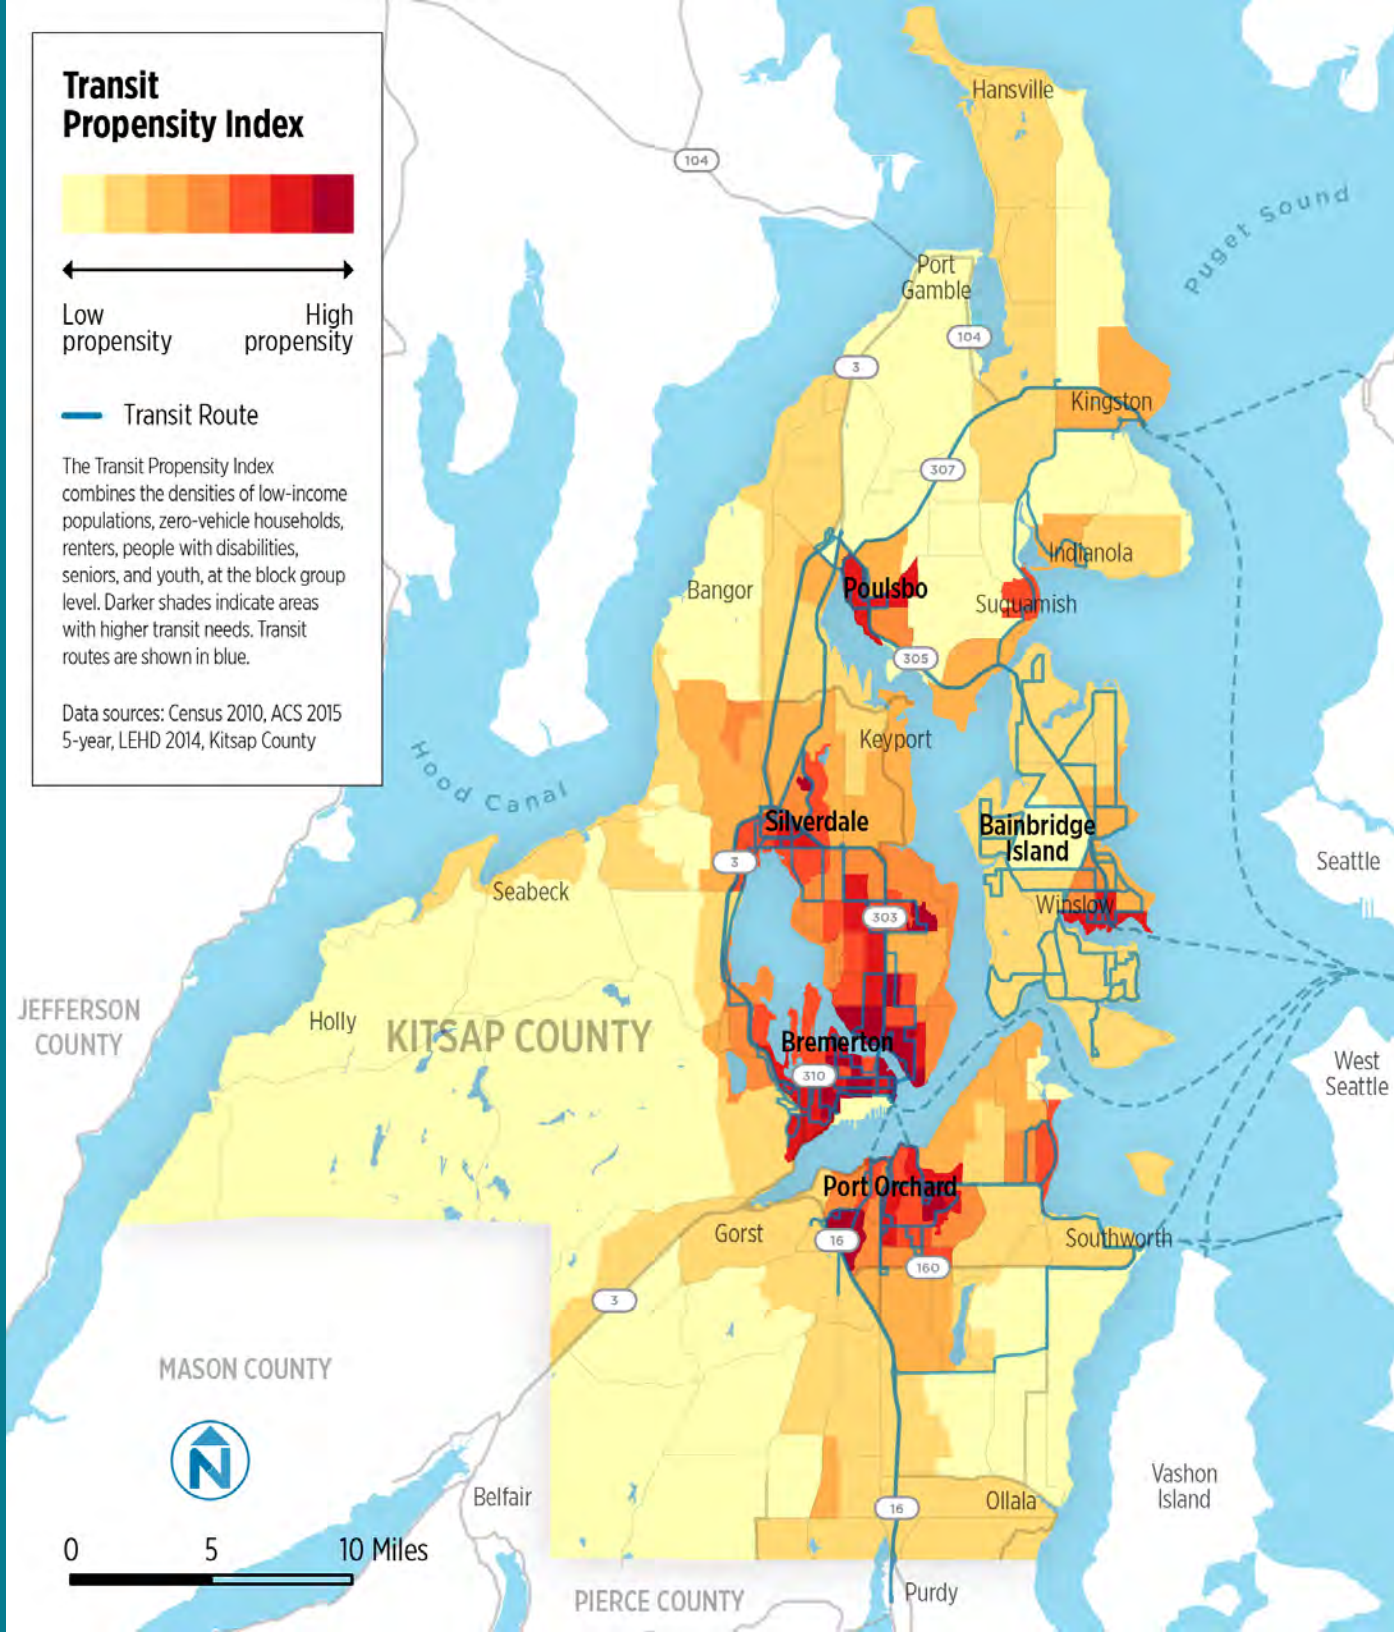 Transit
Propensity Index
Low
propensity
High
propensity
Transit Route
The Transit Propensity Index
combines the densities of low-income
populations, zero-vehicle households,
renters, people with disabilities,
seniors, and youth, at the block group
level. Darker shades indicate areas
with higher transit needs. Transit
routes are shown in blue.
Data sources: Census 2010, ACS 2015
5-year, LEHD 2014, Kitsap County
Hansville
104
Puget Sound
Port
Gamble
104
3
Kingston
307
Indianola
Bangor
Poulsbo
Suquamish
305
Keyport
Hood Canal
Silverdale
Bainbridge
Island
3
Seattle
Seabeck
Winslow
303
JEFFERSON
COUNTY
Holly
KITSAP COUNTY
Bremerton
310
West
Seattle
Port Orchard
Gorst
16
Southworth
160
3
MASON COUNTY
N
Belfair
Vashon
Island
Ollala
16
0
5
10 Miles
PIERCE COUNTY
Purdy